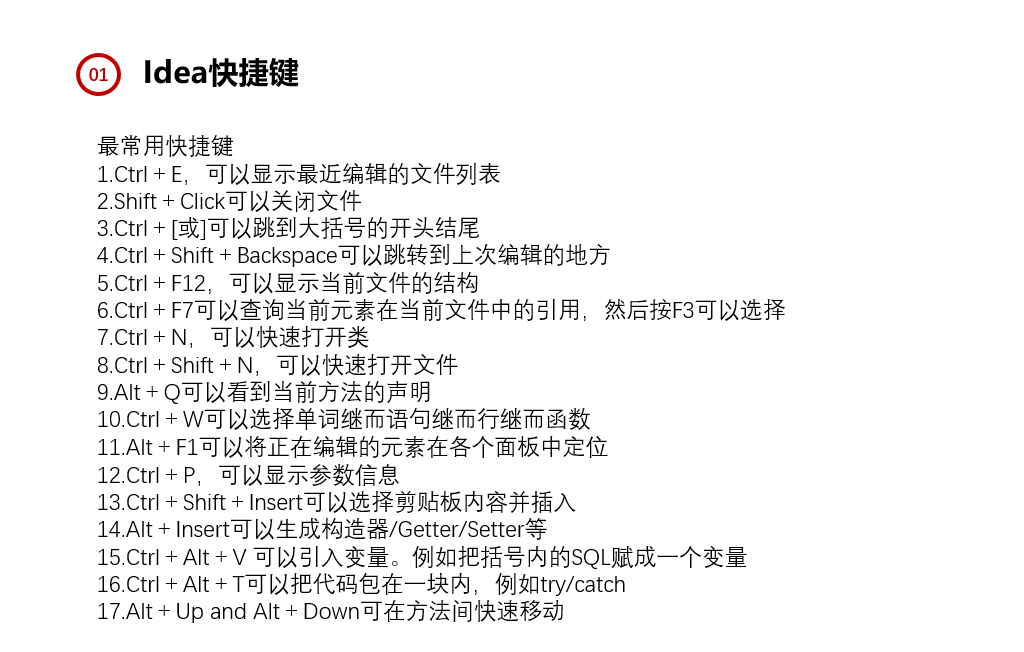 01 Idea快捷键
最常用快捷键
1.Ctrl＋E，可以显示最近编辑的文件列表
2.Shift＋Click可以关闭文件
3.Ctrl＋[或]可以跳到大括号的开头结尾
4.Ctrl＋Shift＋Backspace可以跳转到上次编辑的地方
5.Ctrl＋F12，可以显示当前文件的结构
6.Ctrl＋F7可以查询当前元素在当前文件中的引用，然后按F3可以选择
7.Ctrl＋N，可以快速打开类
8.Ctrl＋Shift＋N，可以快速打开文件
9.Alt＋Q可以看到当前方法的声明
10.Ctrl＋W可以选择单词继而语句继而行继而函数
11.Alt＋F1可以将正在编辑的元素在各个面板中定位
12.Ctrl＋P，可以显示参数信息
13.Ctrl＋Shift＋Insert可以选择剪贴板内容并插入
14.Alt＋Insert可以生成构造器/Getter/Setter等
15.Ctrl＋Alt＋V 可以引入变量。例如把括号内的SQL赋成一个变量
16.Ctrl＋Alt＋T可以把代码包在一块内，例如try/catch
17.Alt＋Up and Alt＋Down可在方法间快速移动